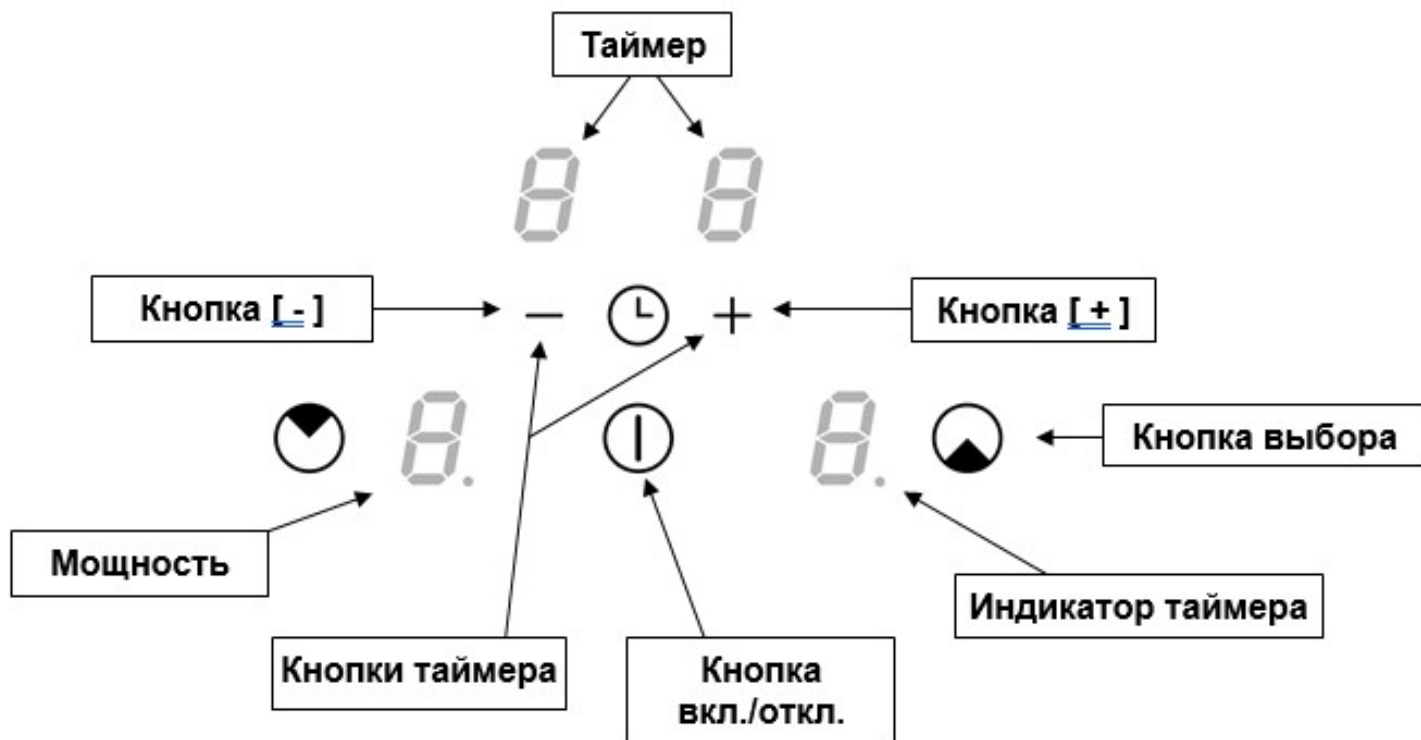 Таймер
Кнопка [ - ]
Кнопка [ + ]
Кнопка выбора
Мощность
Индикатор таймера
Кнопки таймера
Кнопка
вкл./откл.